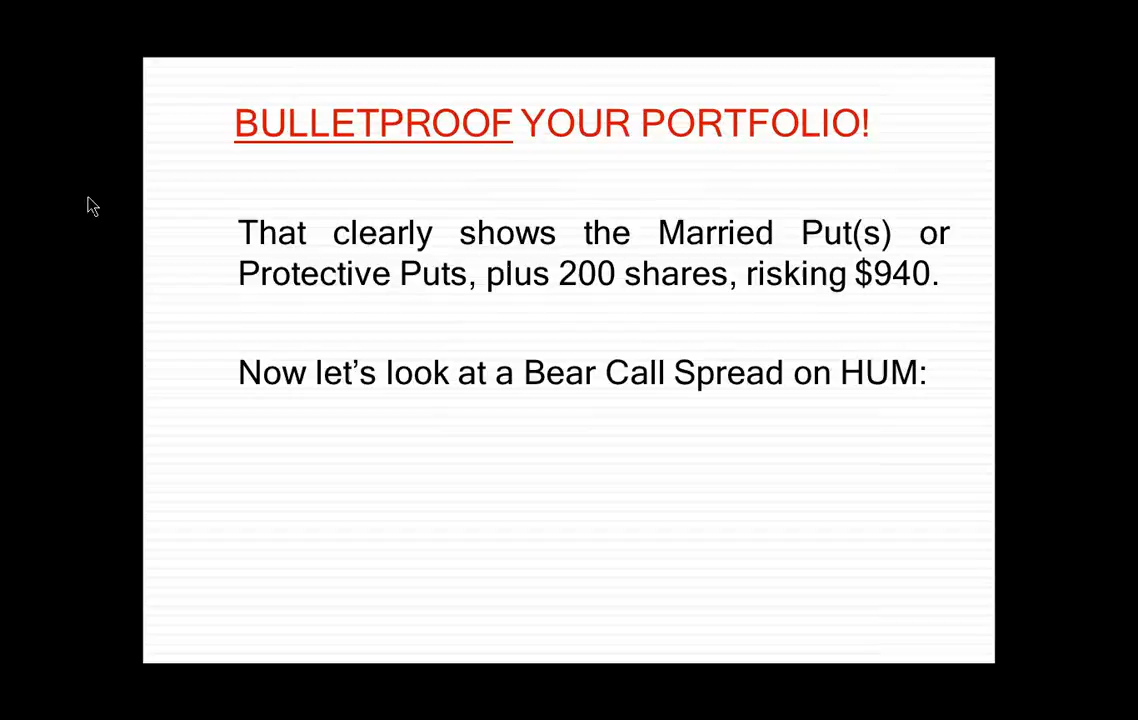 BULLETPROOF YOUR PORTFOLIO!
That clearly shows the Married Put(s) or
Protective Puts, plus 200 shares, risking $940.
Now let’s look at a Bear Call Spread on HUM: